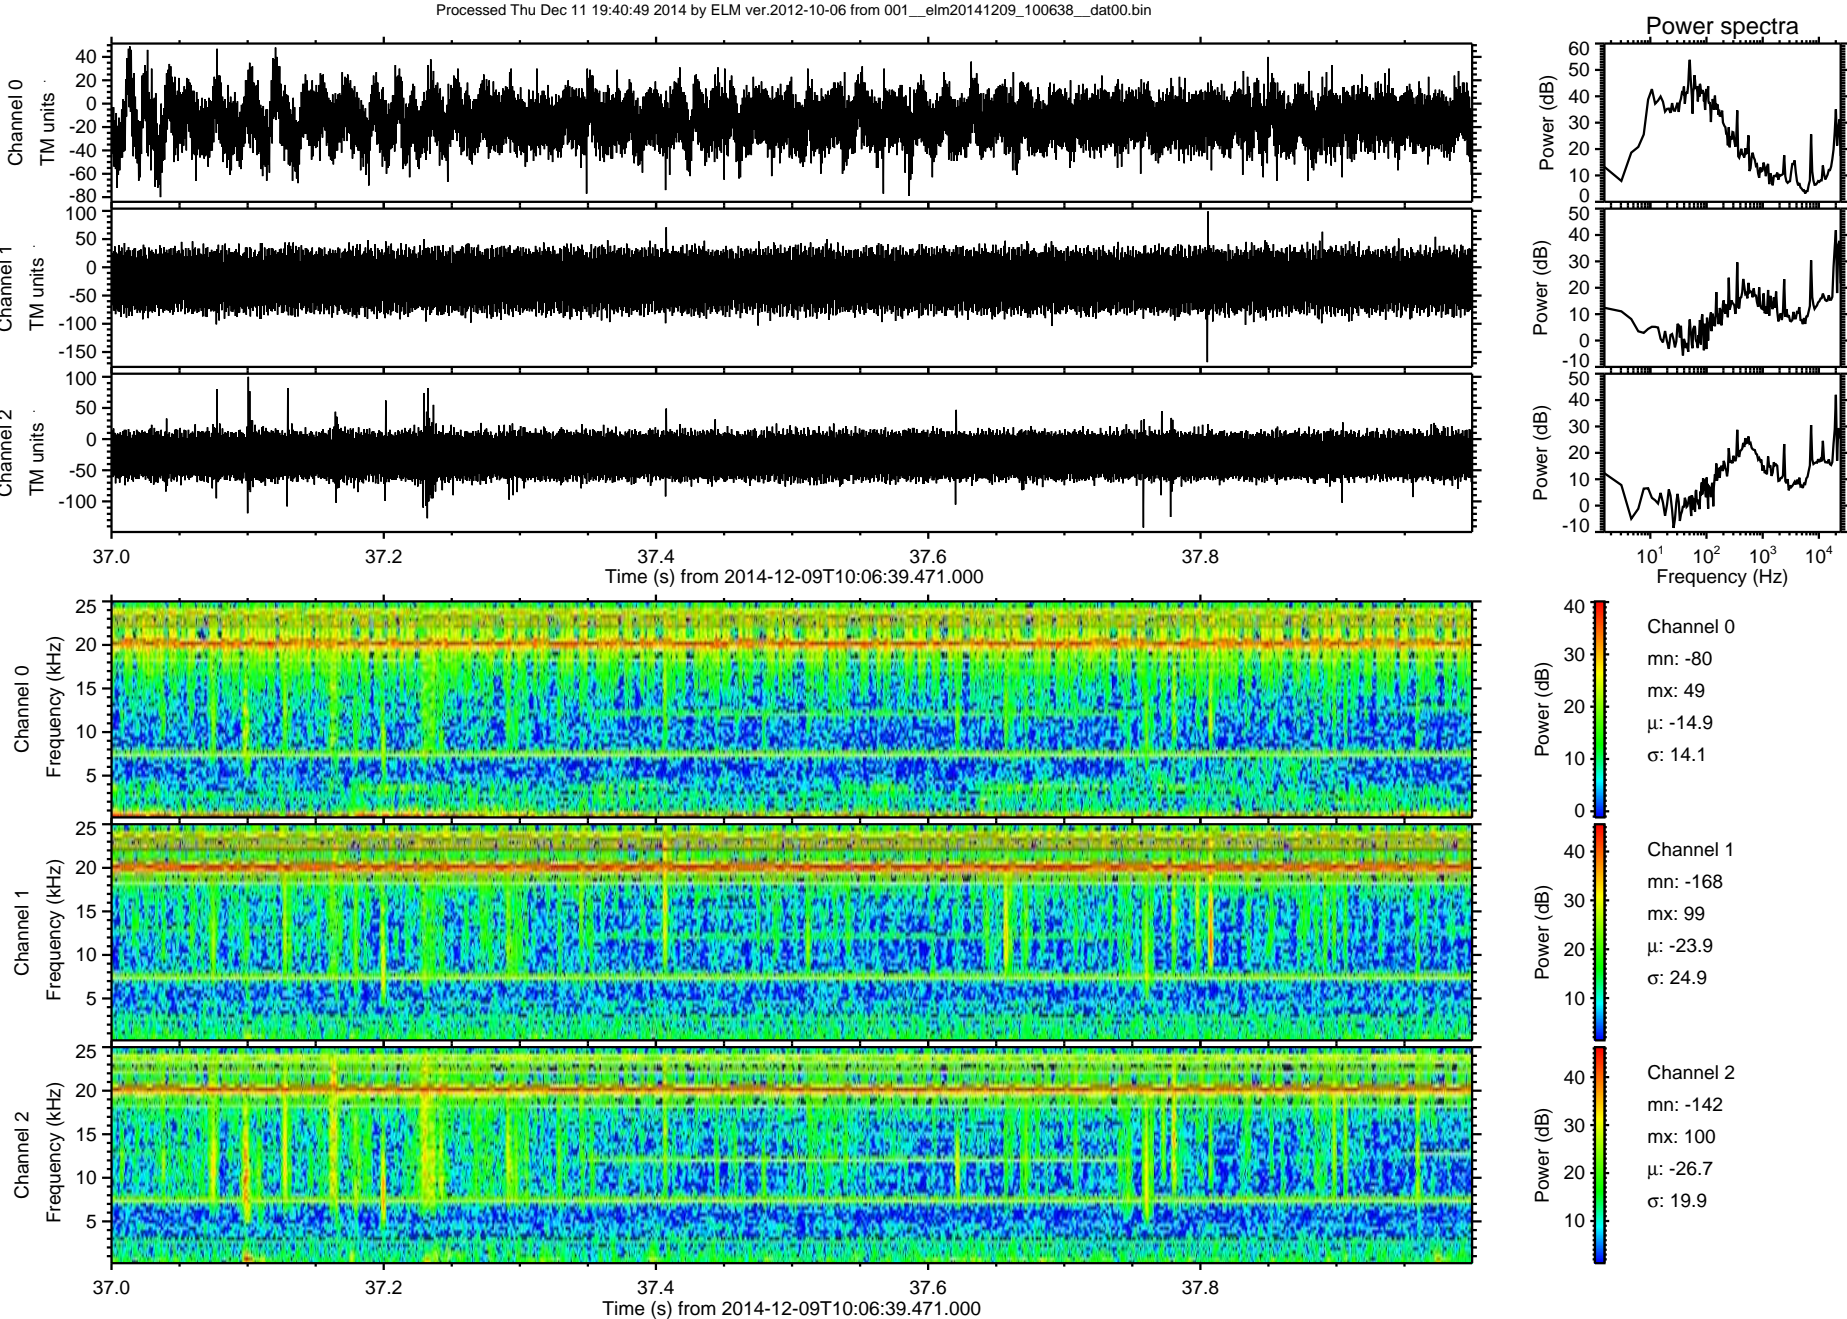 Processed Thu Dec 11 19:40:49 2014 by ELM ver.2012-10-06 from 001__elm20141209_100638__dat00.bin
Power spectra
Channel 0
TM units
40
20
0
-20
-40
-60
-80
Power (dB)
60
50
40
30
20
10
0
Channel 1
TM units
100
50
0
-50
-100
-150
Power (dB)
50
40
30
20
10
0
-10
Channel 2
TM units
100
50
0
-50
-100
Power (dB)
50
40
30
20
10
0
-10
37.0 37.2 37.4 37.6 37.8
Time (s) from 2014-12-09T10:06:39.471.000
10^1 10^2 10^3 10^4
Frequency (Hz)
Channel 0
Frequency (kHz)
25
20
15
10
5
Power (dB)
40
30
20
10
0
Channel 0
mn: -80
mx: 49
μ: -14.9
σ: 14.1
Channel 1
Frequency (kHz)
25
20
15
10
5
Power (dB)
40
30
20
10
Channel 1
mn: -168
mx: 99
μ: -23.9
σ: 24.9
Channel 2
Frequency (kHz)
25
20
15
10
5
Power (dB)
40
30
20
10
Channel 2
mn: -142
mx: 100
μ: -26.7
σ: 19.9
37.0 37.2 37.4 37.6 37.8
Time (s) from 2014-12-09T10:06:39.471.000